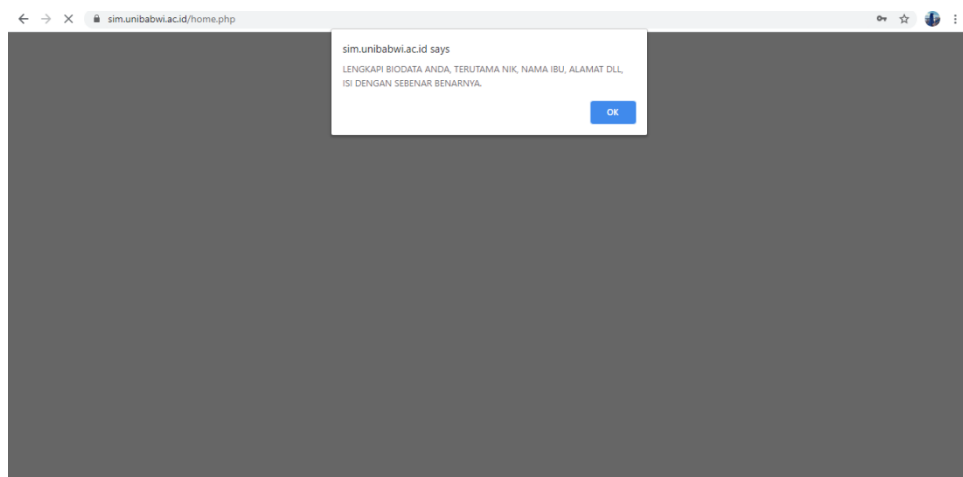 sim.unibabwi.ac.id/home.php
sim.unibabwi.ac.id says
LENGKAPI BIODATA ANDA, TERUTAMA NIK, NAMA IBU, ALAMAT DLL,
ISI DENGAN SEBENAR BENARNYA.
OK